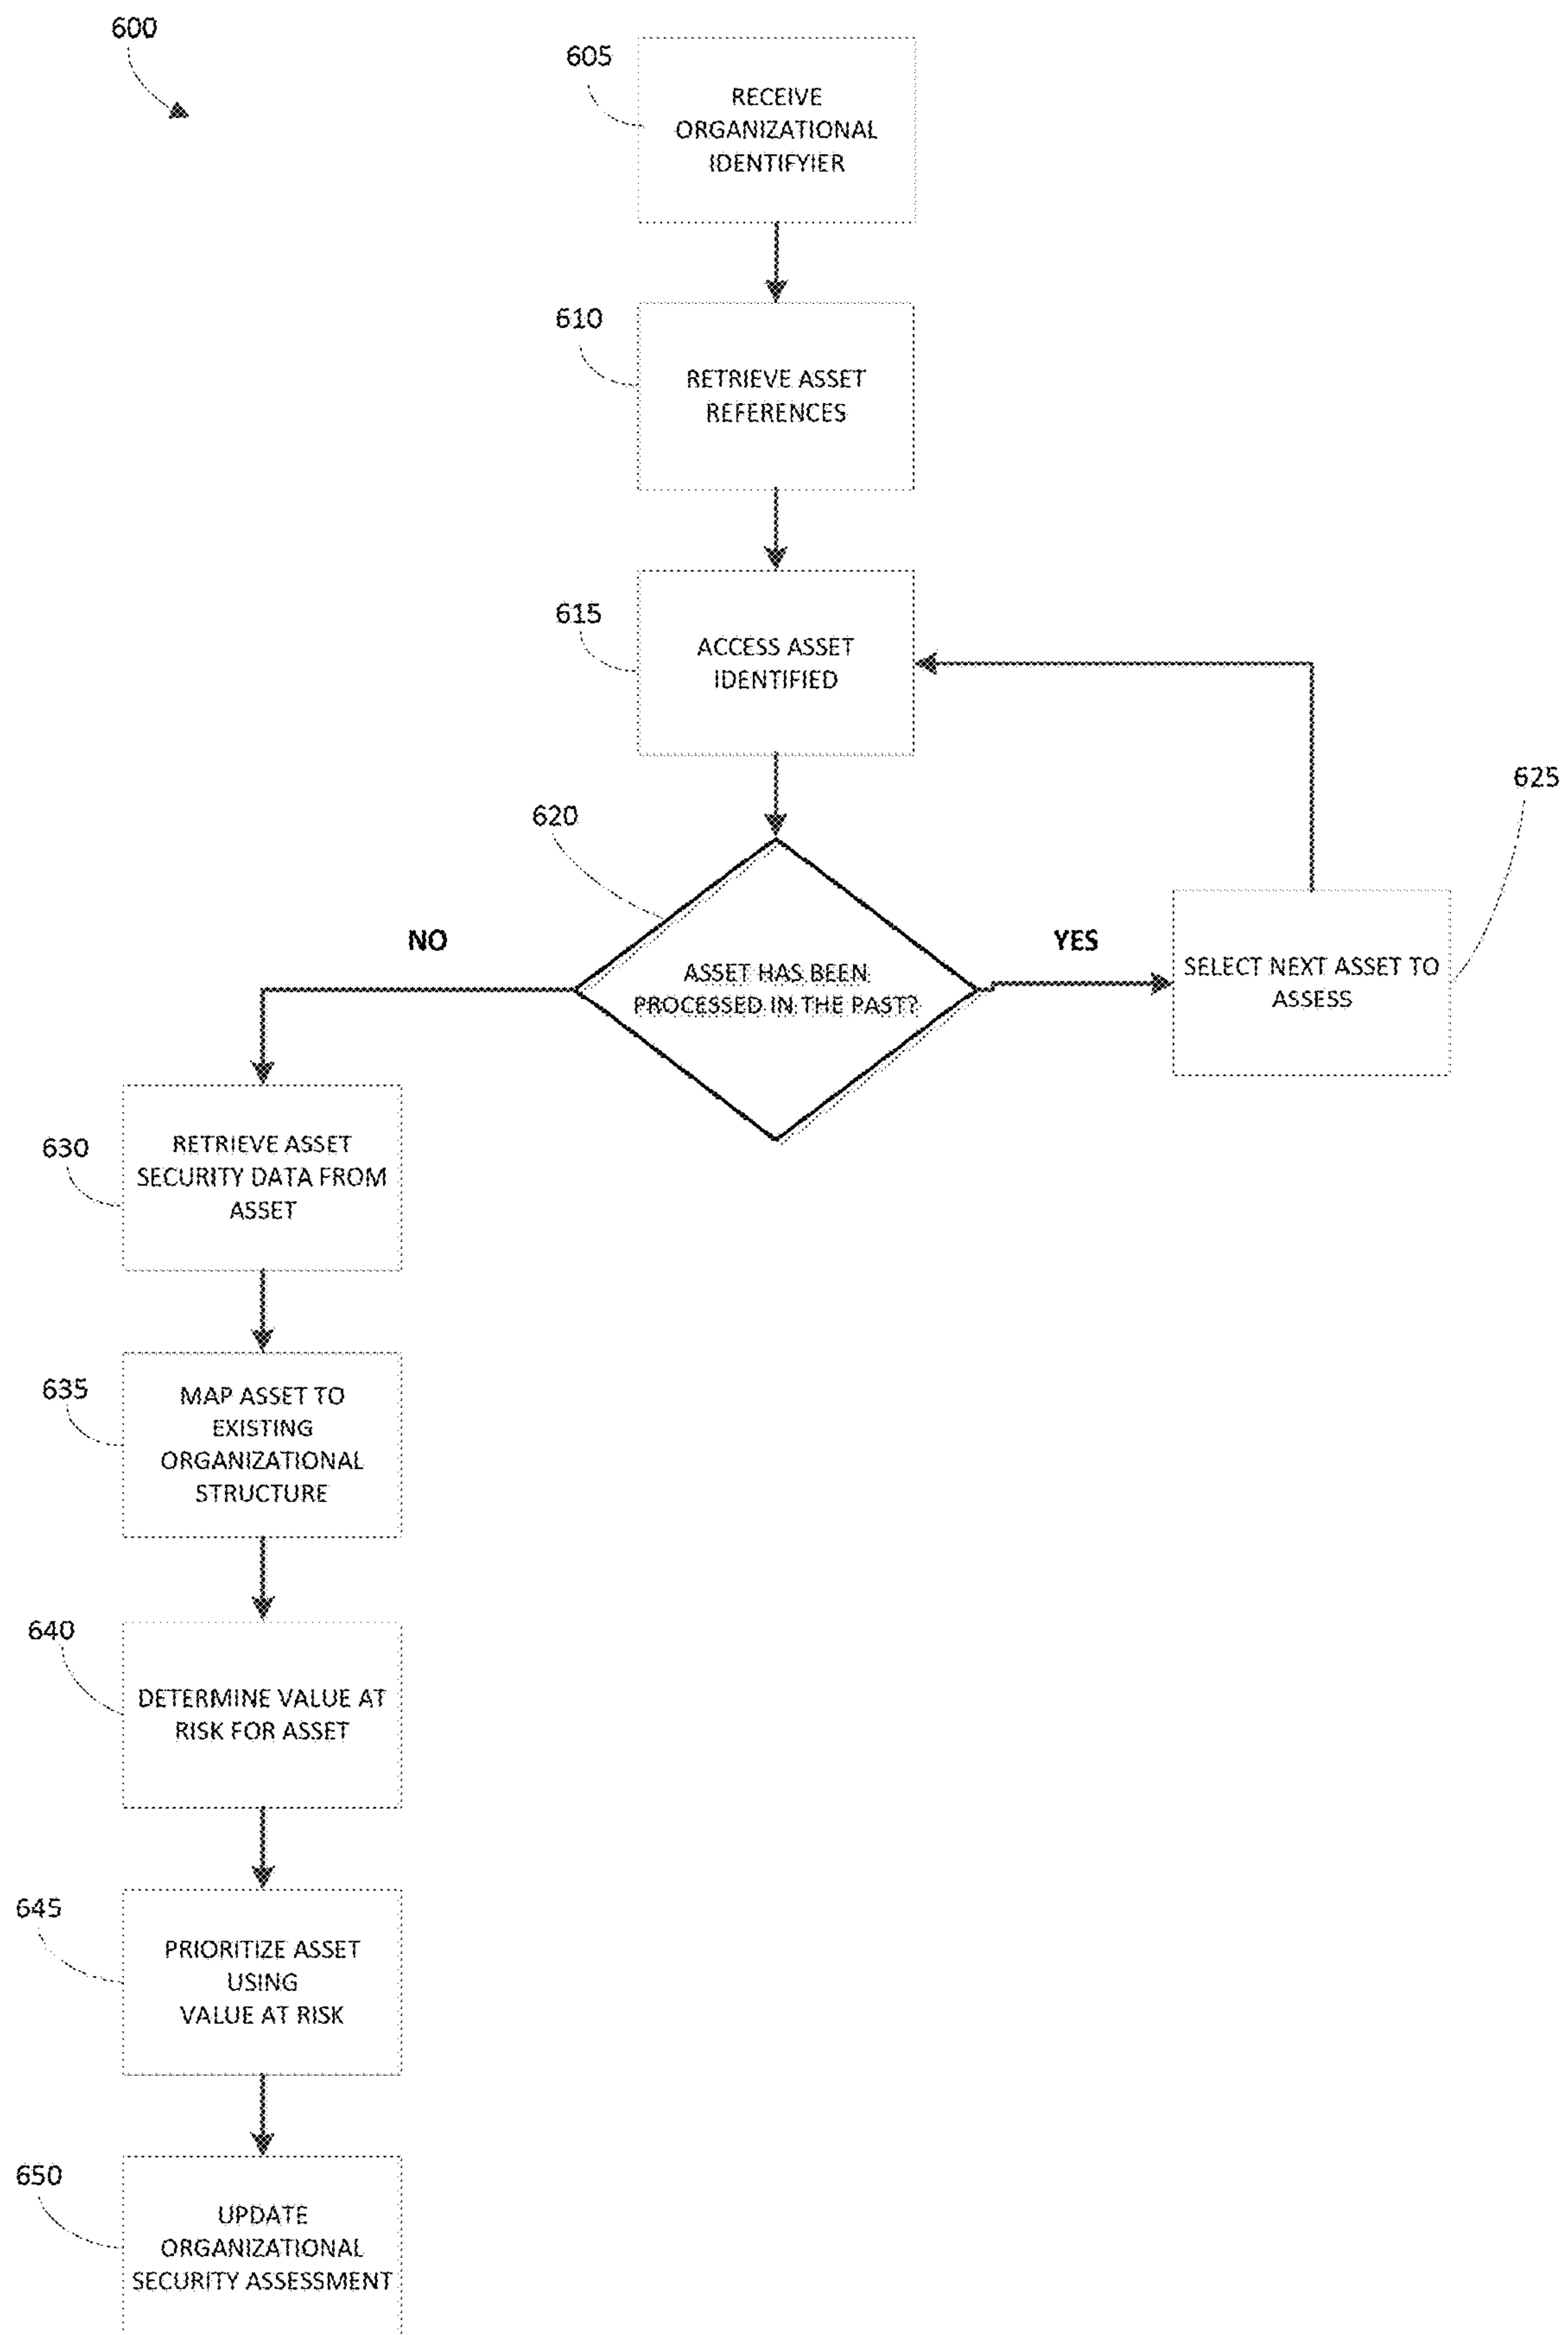 600
605
RECEIVE
ORGANIZATIONAL
IDENTIFYIER
610
RETRIEVE ASSET
REFERENCES
615
ACCESS ASSET
IDENTIFIED
620
625
NO
YES
ASSET HAS BEEN
PROCESSED IN THE PAST?
SELECT NEXT ASSET TO
ASSESS
630
RETRIEVE ASSET
SECURITY DATA FROM
ASSET
635
MAP ASSET TO
EXISTING
ORGANIZATIONAL
STRUCTURE
640
DETERMINE VALUE AT
RISK FOR ASSET
645
PRIORITIZE ASSET
USING
VALUE AT RISK
650
UPDATE
ORGANIZATIONAL
SECURITY ASSESSMENT